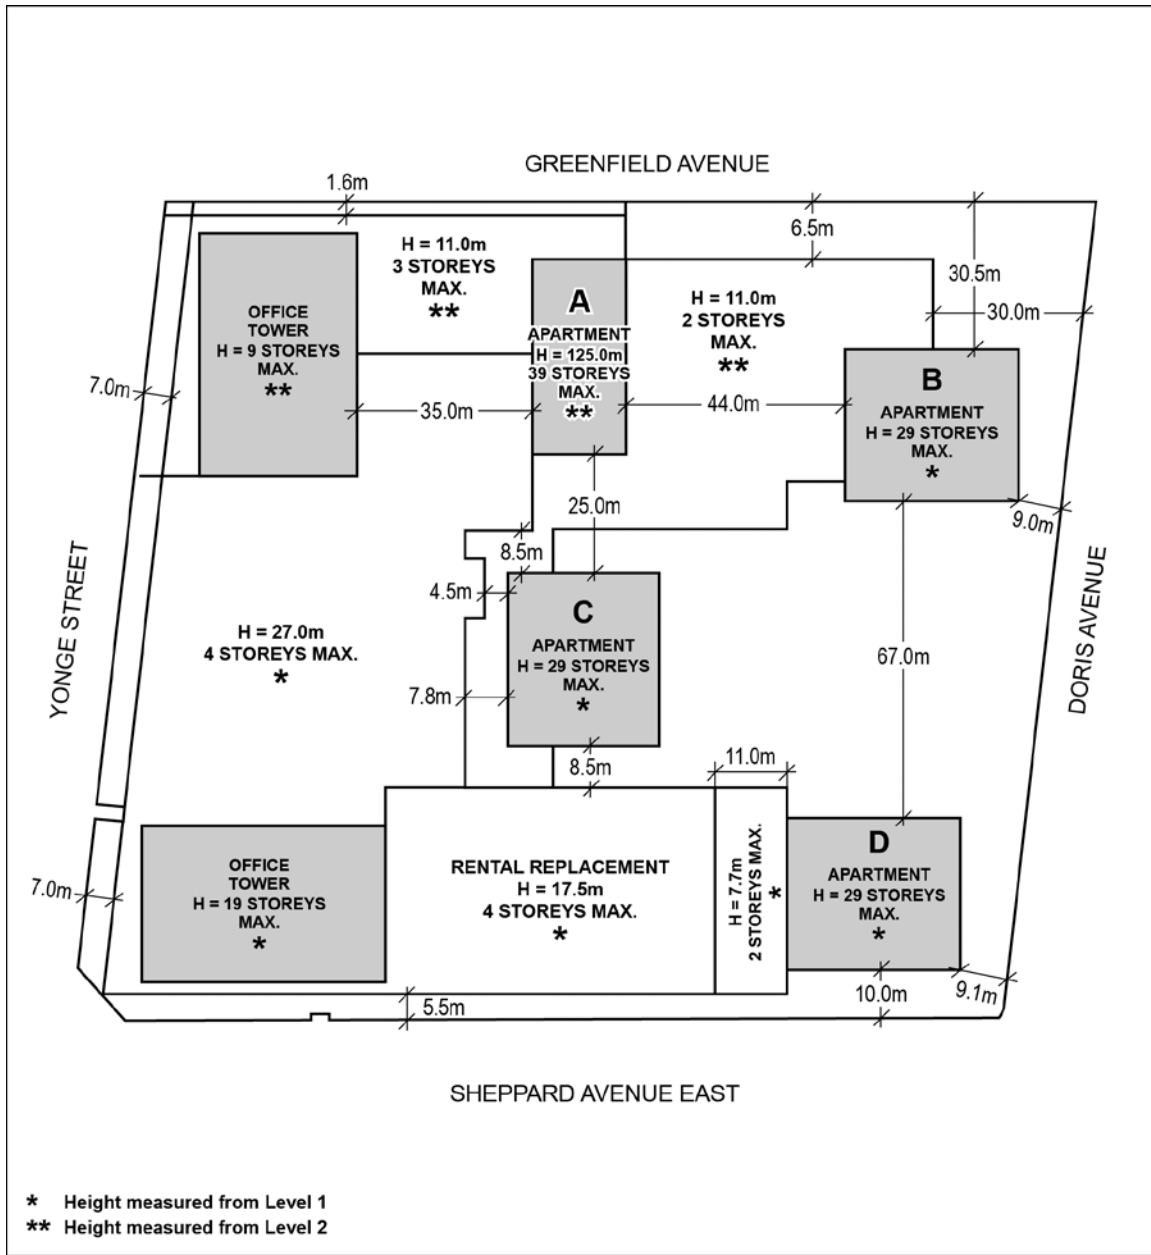 GREENFIELD AVENUE
1.6m
6.5m
30.5m
30.0m
H = 11.0m
3 STOREYS
MAX.
**
OFFICE
TOWER
H = 9 STOREYS
MAX.
**
A
APARTMENT
H = 125.0m
39 STOREYS
MAX.
**
H = 11.0m
2 STOREYS
MAX.
**
B
APARTMENT
H = 29 STOREYS
MAX.
*
7.0m
35.0m
44.0m
25.0m
9.0m
8.5m
4.5m
YONGE STREET
H = 27.0m
4 STOREYS MAX.
*
C
APARTMENT
H = 29 STOREYS
MAX.
*
67.0m
DORIS AVENUE
7.8m
8.5m
11.0m
OFFICE
TOWER
H = 19 STOREYS
MAX.
*
RENTAL REPLACEMENT
H = 17.5m
4 STOREYS MAX.
*
H = 7.7m
2 STOREYS MAX.
*
D
APARTMENT
H = 29 STOREYS
MAX.
*
7.0m
5.5m
10.0m
9.1m
SHEPPARD AVENUE EAST
* Height measured from Level 1
** Height measured from Level 2